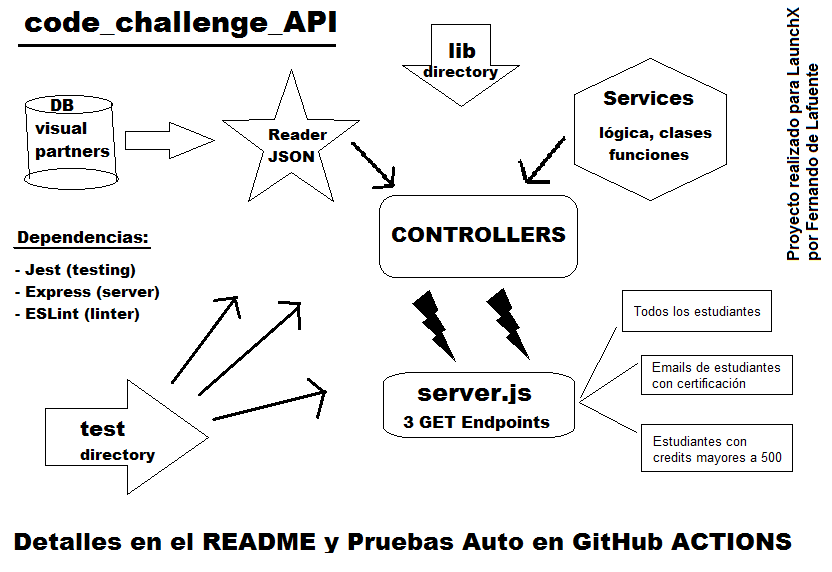 code_challenge_API
lib
directory
DB
visual
partners
Reader
JSON
Services
lógica, clases
funciones
Proyecto realizado para LaunchX
por Fernando de Lafuente
CONTROLLERS
Dependencias:
- Jest (testing)
- Express (server)
- ESLint (linter)
server.js
3 GET Endpoints
Todos los estudiantes
Emails de estudiantes
con certificación
Estudiantes con
credits mayores a 500
test
directory
Detalles en el README y Pruebas Auto en GitHub ACTIONS